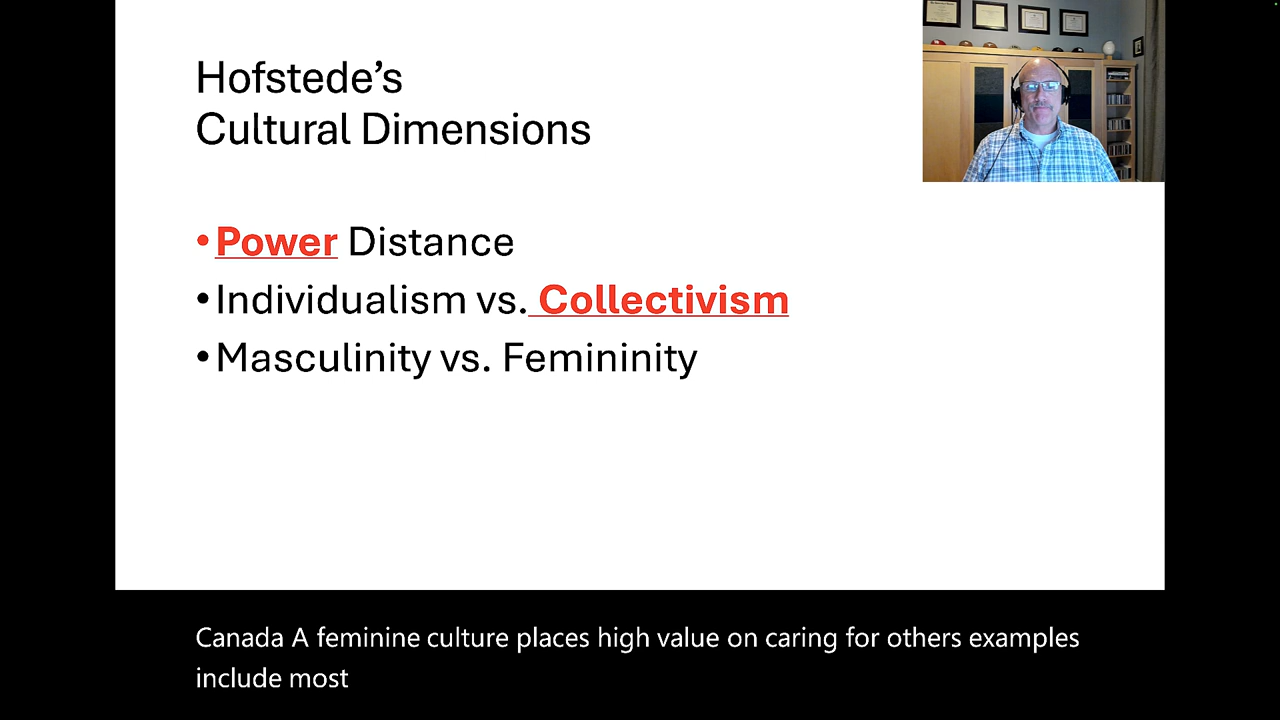 Hofstede’s
Cultural Dimensions
•Power Distance
•Individualism vs. Collectivism
•Masculinity vs. Femininity
Canada A feminine culture places high value on caring for others examples
include most